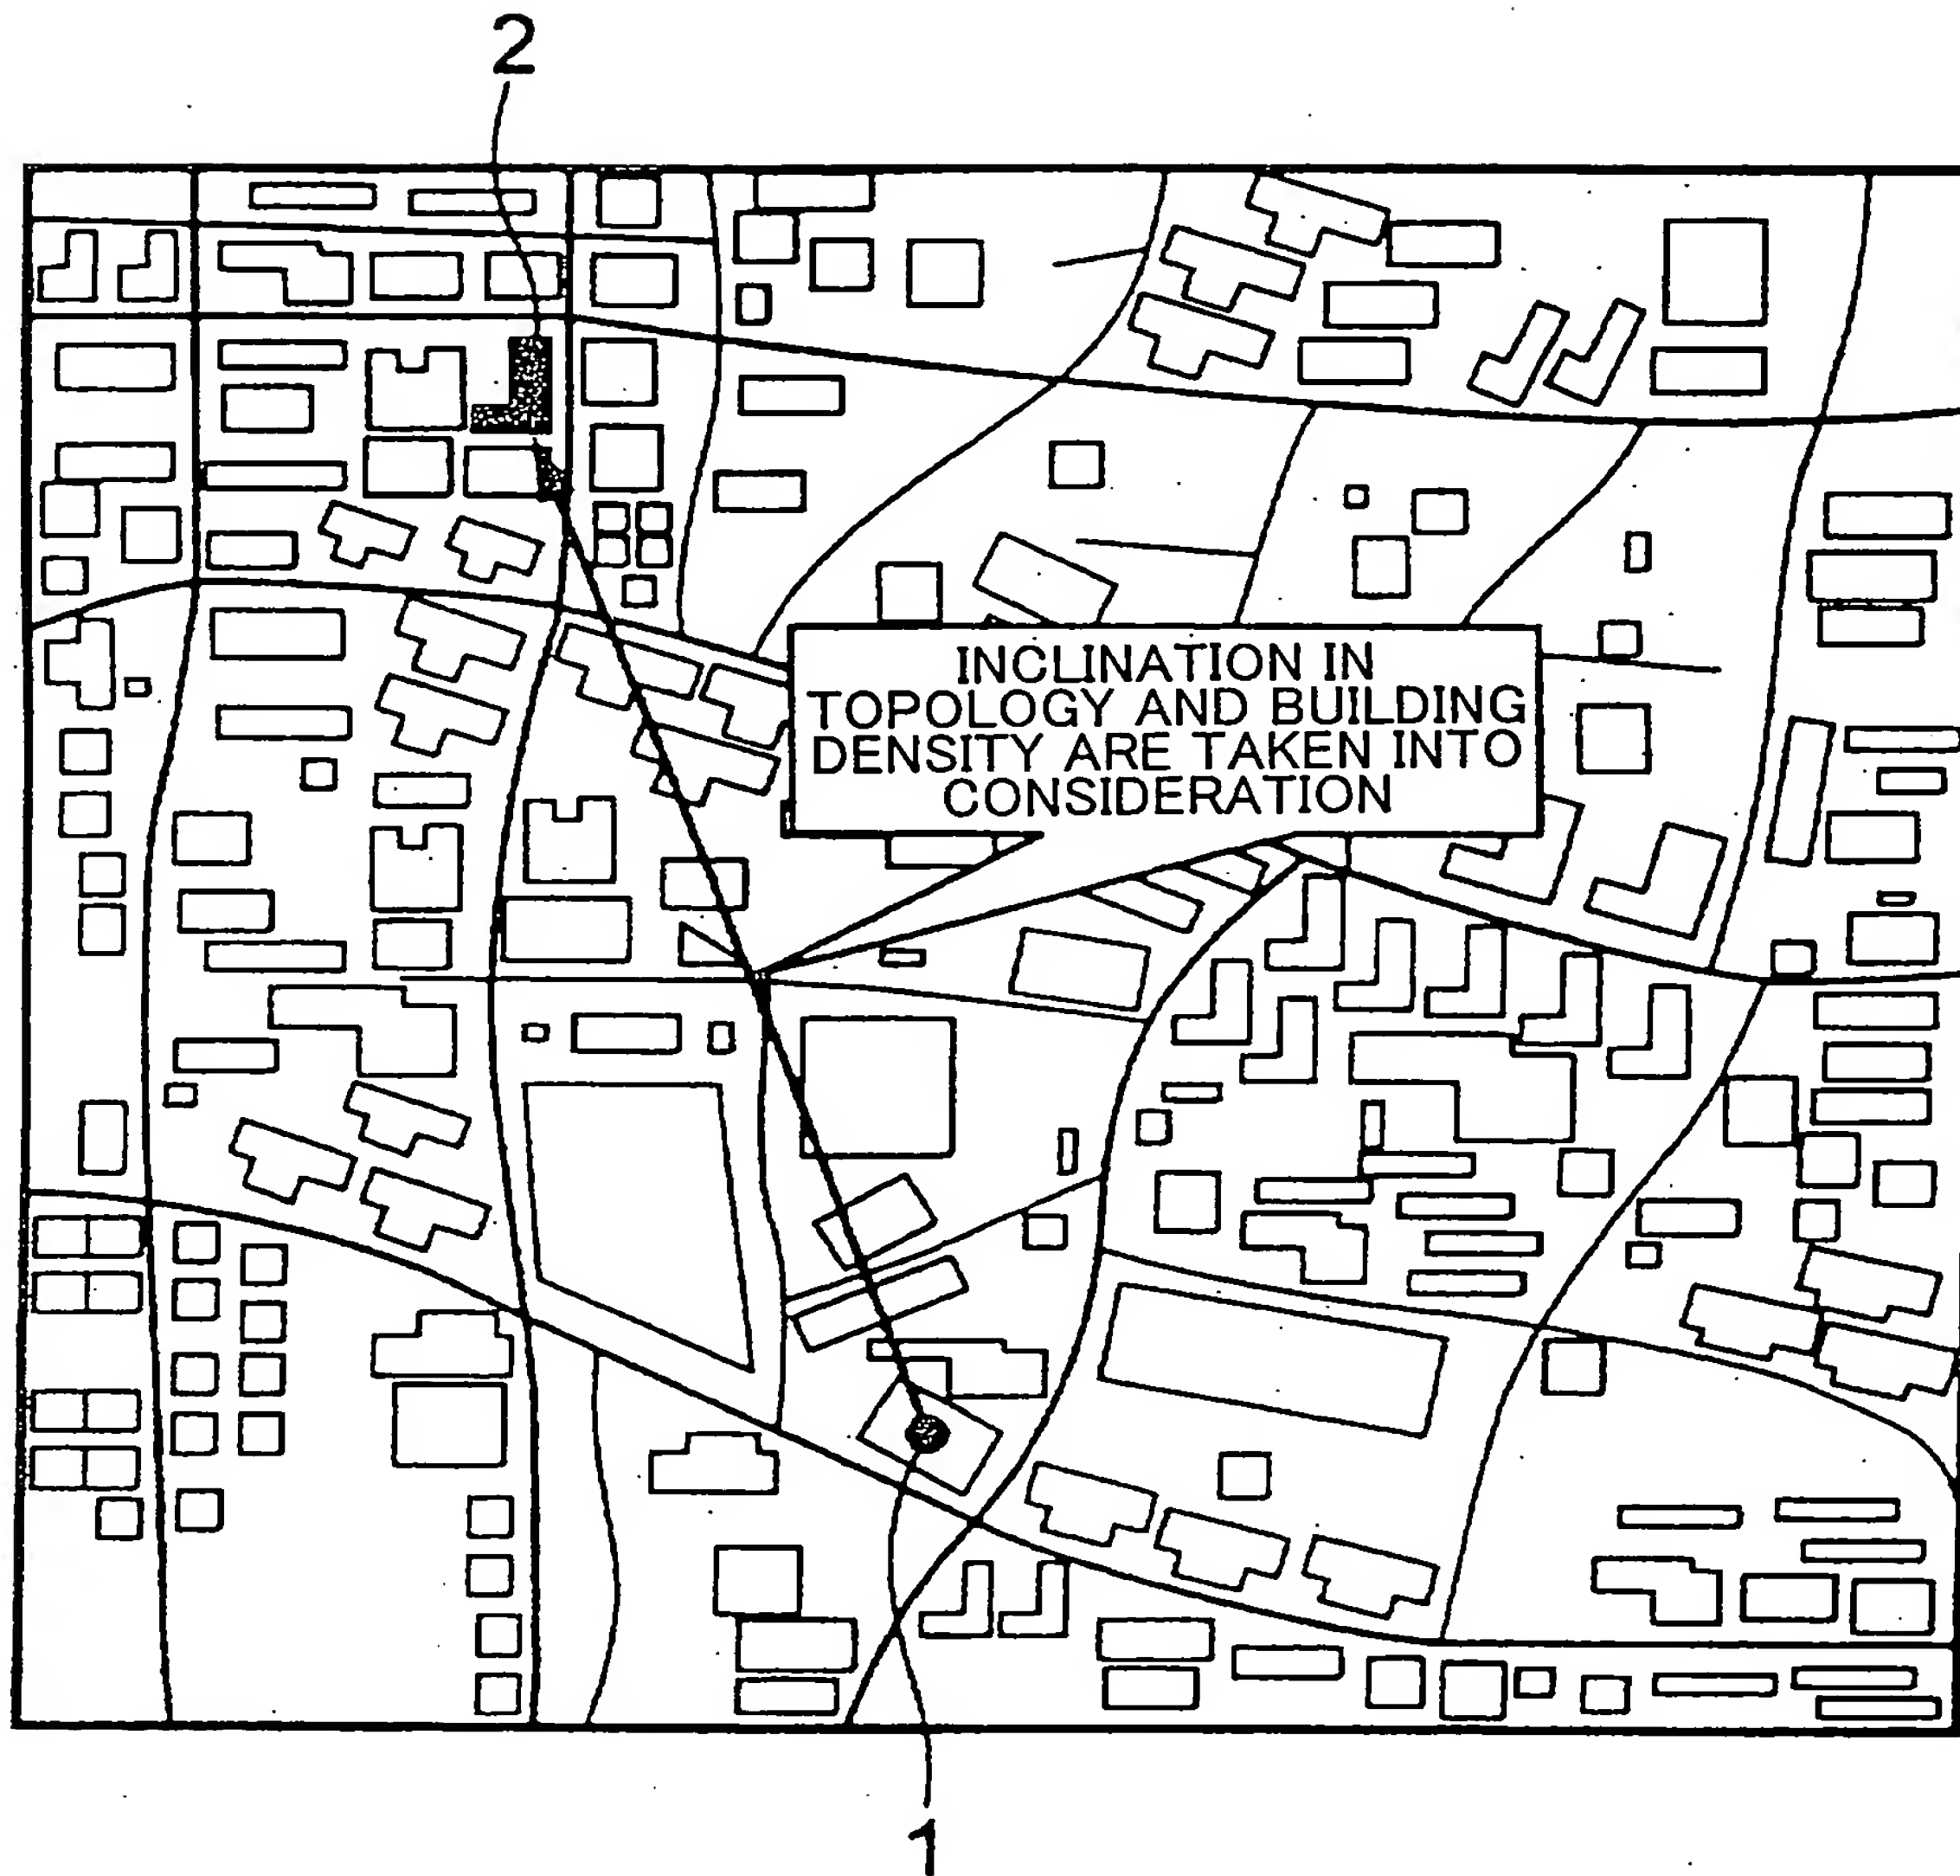 2
INCLINATION IN
TOPOLOGY AND BUILDING
DENSITY ARE TAKEN INTO
CONSIDERATION
1